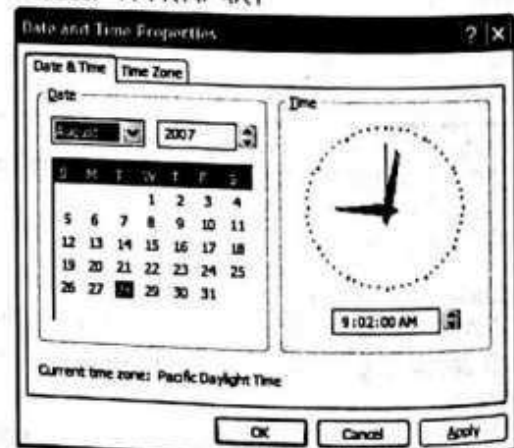 Date and Time Properties
Date & Time Time Zone
Date
August 2007
S M T W T F S
1 2 3 4
5 6 7 8 9 10 11
12 13 14 15 16 17 18
19 20 21 22 23 24 25
26 27 28 29 30 31
Time
9:02:00 AM
Current time zone: Pacific Daylight Time
OK Cancel Apply